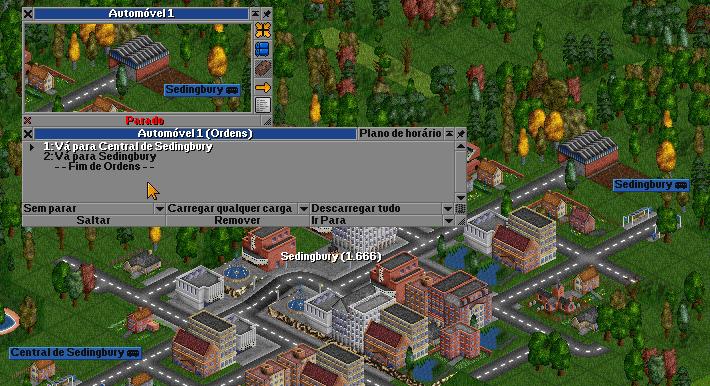 Automóvel 1
Sedingbury
Parado
Automóvel 1 (Ordens)
Plano de horário
1: Vá para Central de Sedingbury
2: Vá para Sedingbury
- - Fim de Ordens - -
Sem parar
Carregar qualquer carga
Descarregar tudo
Saltar
Remover
Ir Para
Sedingbury
Sedingbury (1.666)
Central de Sedingbury